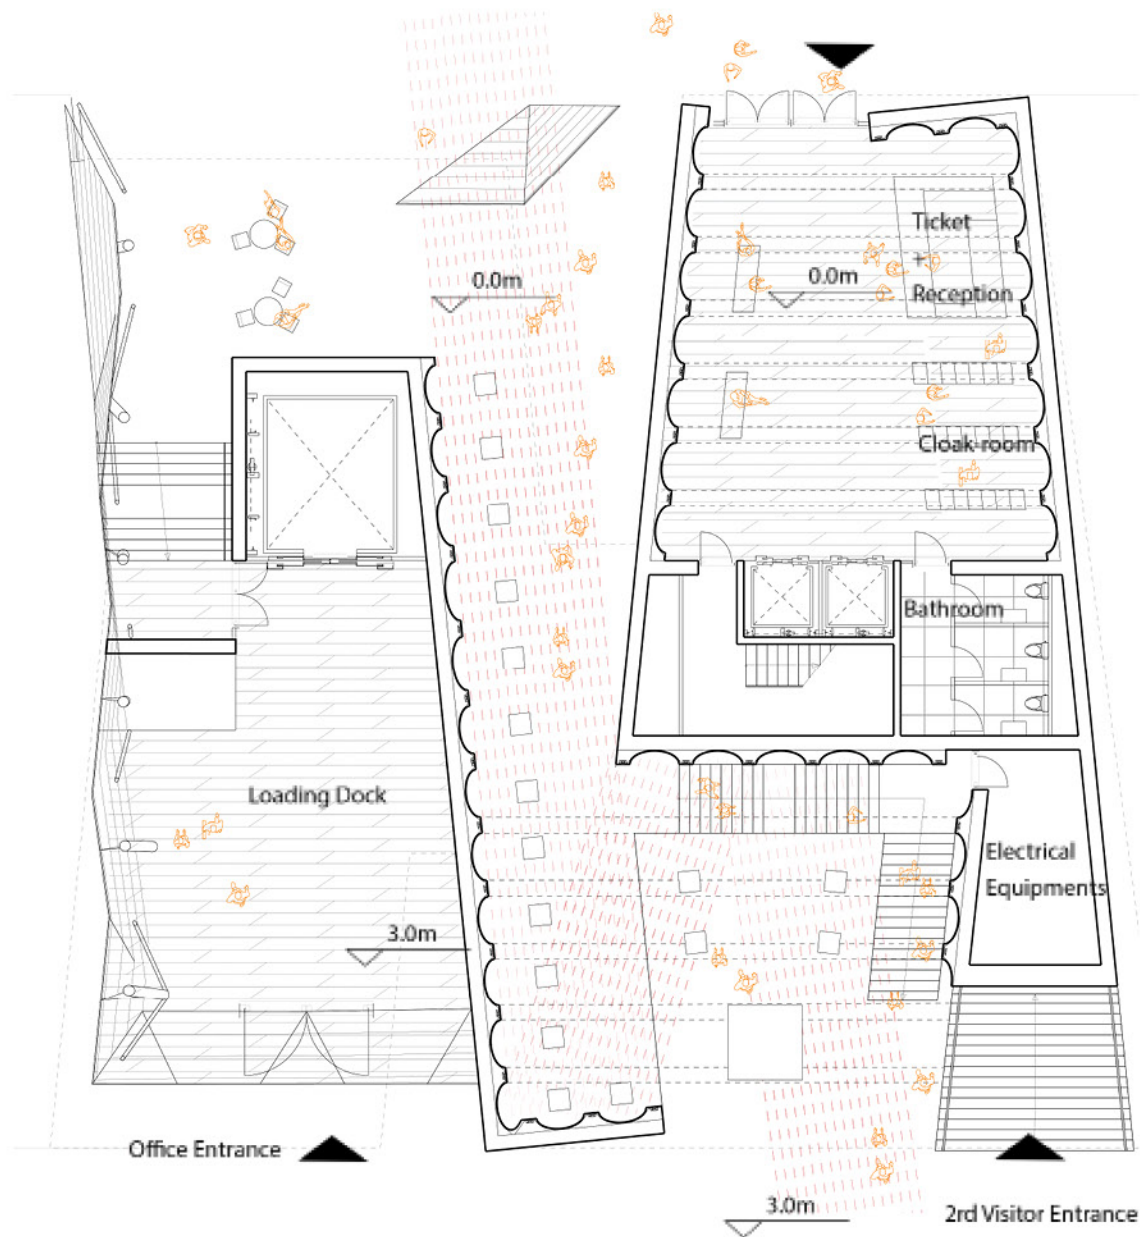 Ticket
+
Reception
0.0m
0.0m
Cloak-room
Bathroom
Loading Dock
Electrical
Equipments
3.0m
Office Entrance
3.0m
2rd Visitor Entrance